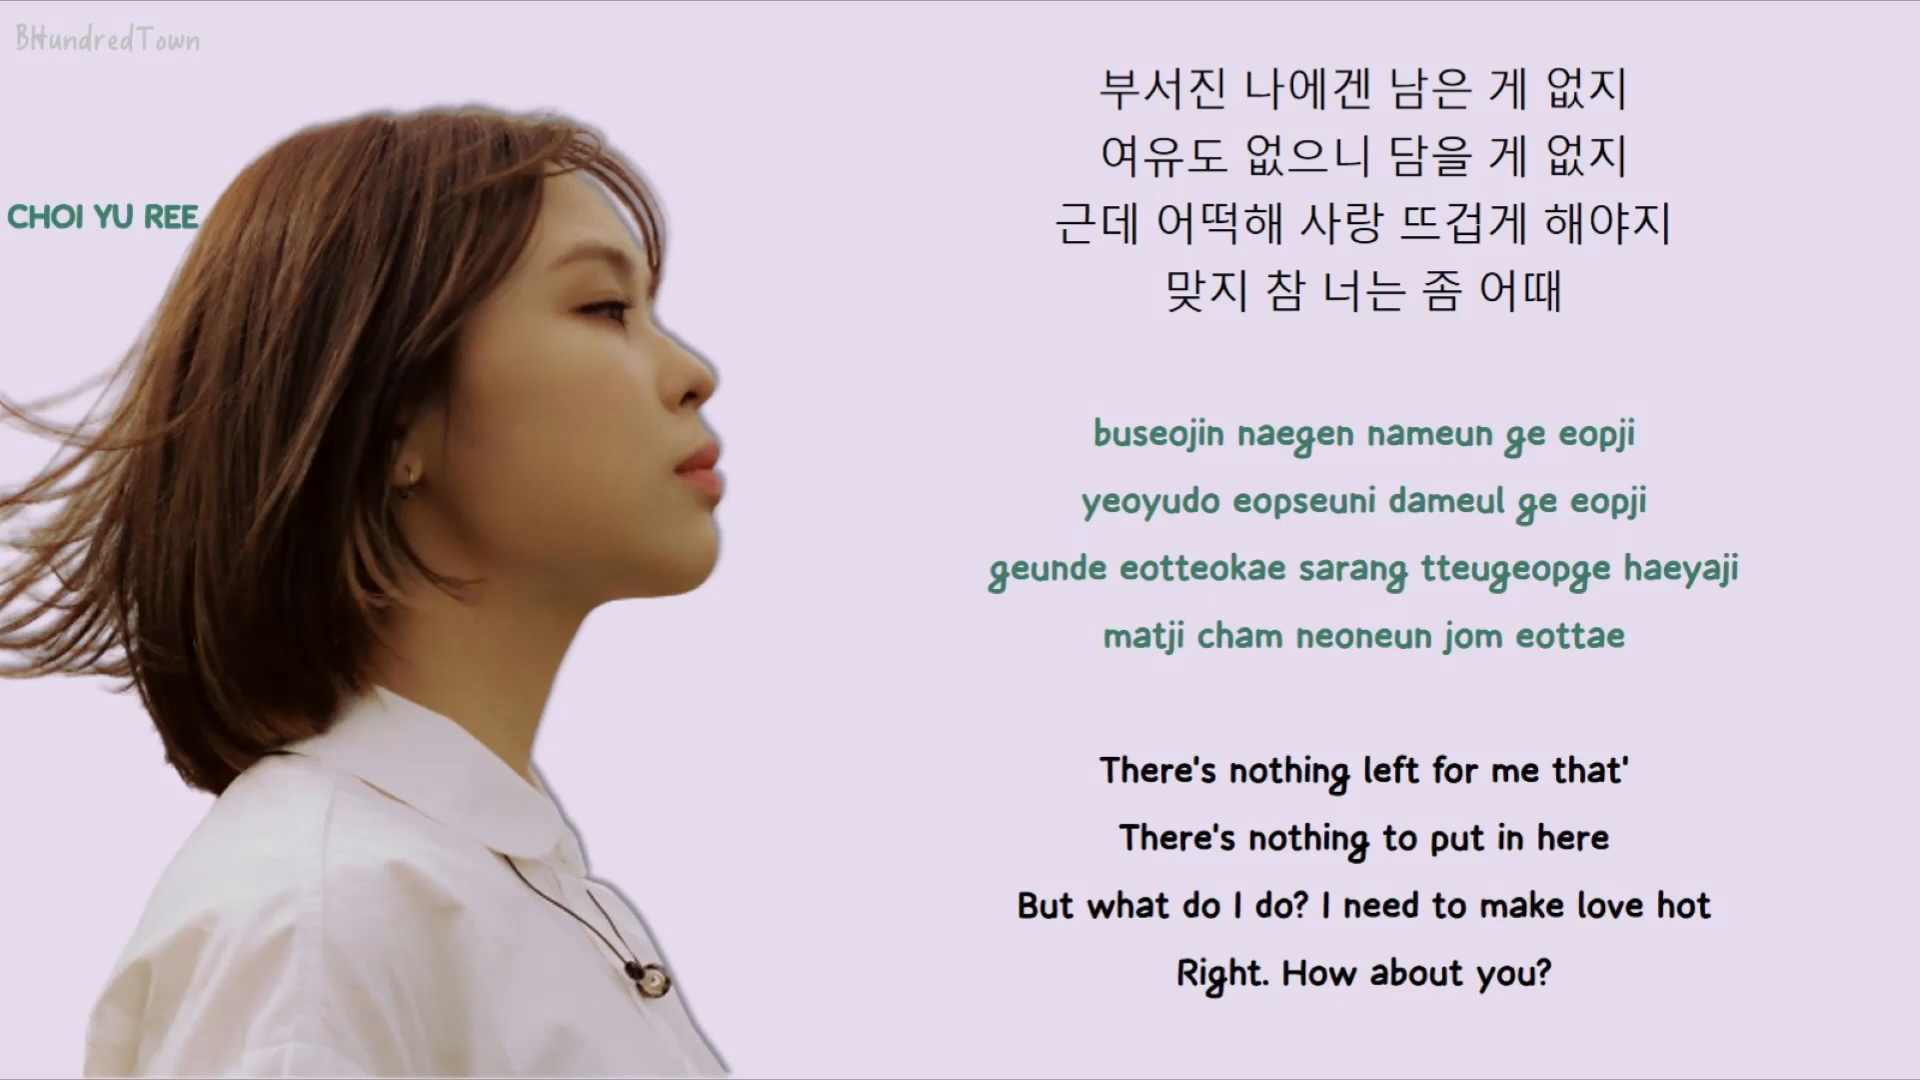 BHundredTown
CHOI YU REE
부서진 나에겐 남은 게 없지
여유도 없으니 담을 게 없지
근데 어떡해 사랑 뜨겁게 해야지
맞지 참 너는 좀 어때
buseojin naegen nameun ge eopji
yeoyudo eopseuni dameul ge eopji
geunde eotteokae sarang tteugeopge haeyaji
matji cham neoneun jom eottae
There's nothing left for me that'
There's nothing to put in here
But what do I do? I need to make love hot
Right. How about you?